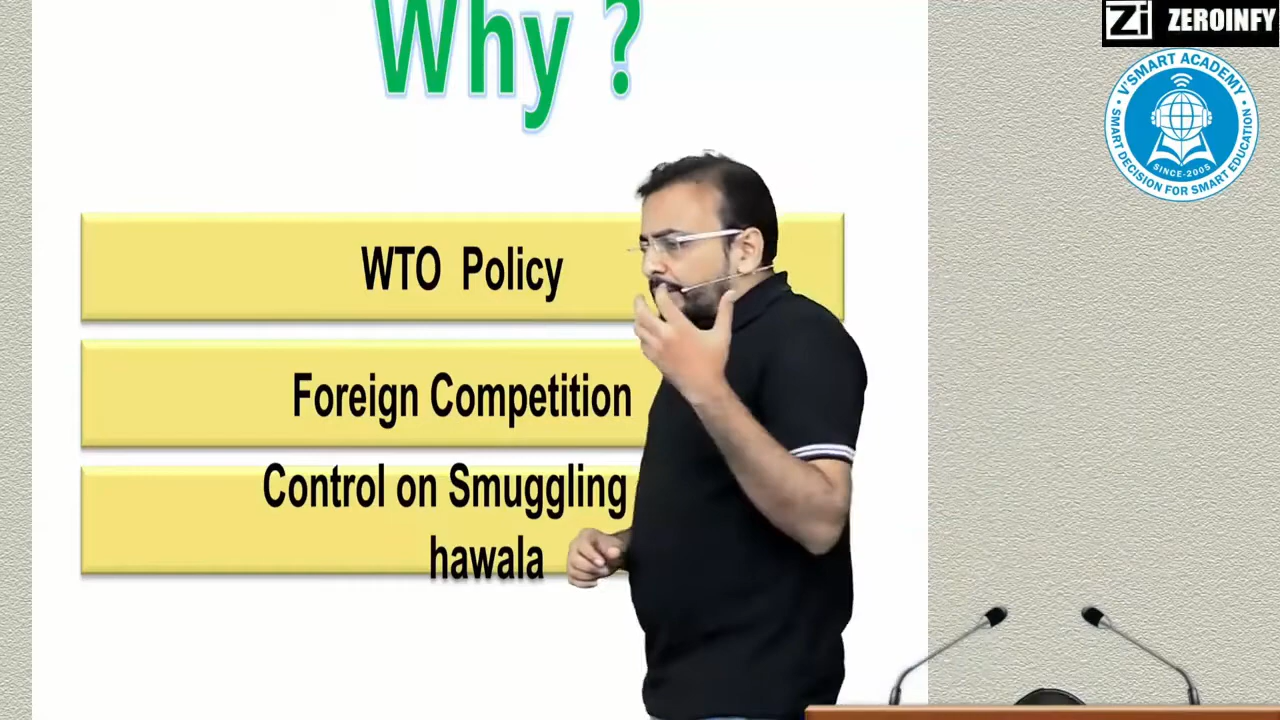 Why ?
Zi ZEROINFY
V'SMART ACADEMY
SMART DECISION FOR SMART EDUCATION
SINCE-2005
WTO Policy
Foreign Competition
Control on Smuggling
hawala